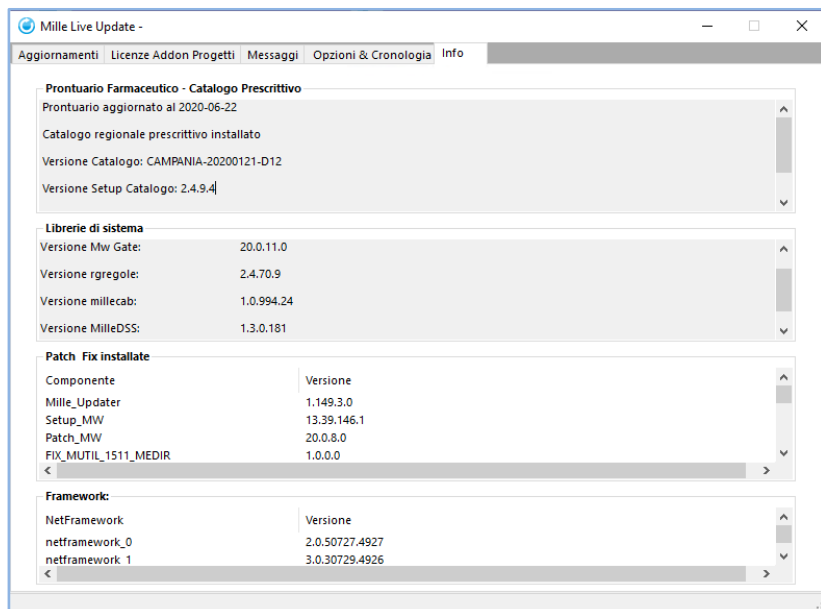 Mille Live Update -
Aggiornamenti Licenze Addon Progetti Messaggi Opzioni & Cronologia Info
Prontuario Farmaceutico - Catalogo Prescrittivo
Prontuario aggiornato al 2020-06-22
Catalogo regionale prescrittivo installato
Versione Catalogo: CAMPANIA-20200121-D12
Versione Setup Catalogo: 2.4.9.4
Librerie di sistema
Versione Mw Gate: 20.0.11.0
Versione rgregole: 2.4.70.9
Versione millecab: 1.0.994.24
Versione MilleDSS: 1.3.0.181
Patch Fix installate
Componente Versione
Mille_Updater 1.149.3.0
Setup_MW 13.39.146.1
Patch_MW 20.0.8.0
FIX_MUTIL_1511_MEDIR 1.0.0.0
Framework:
NetFramework Versione
netframework_0 2.0.50727.4927
netframework_1 3.0.30729.4926